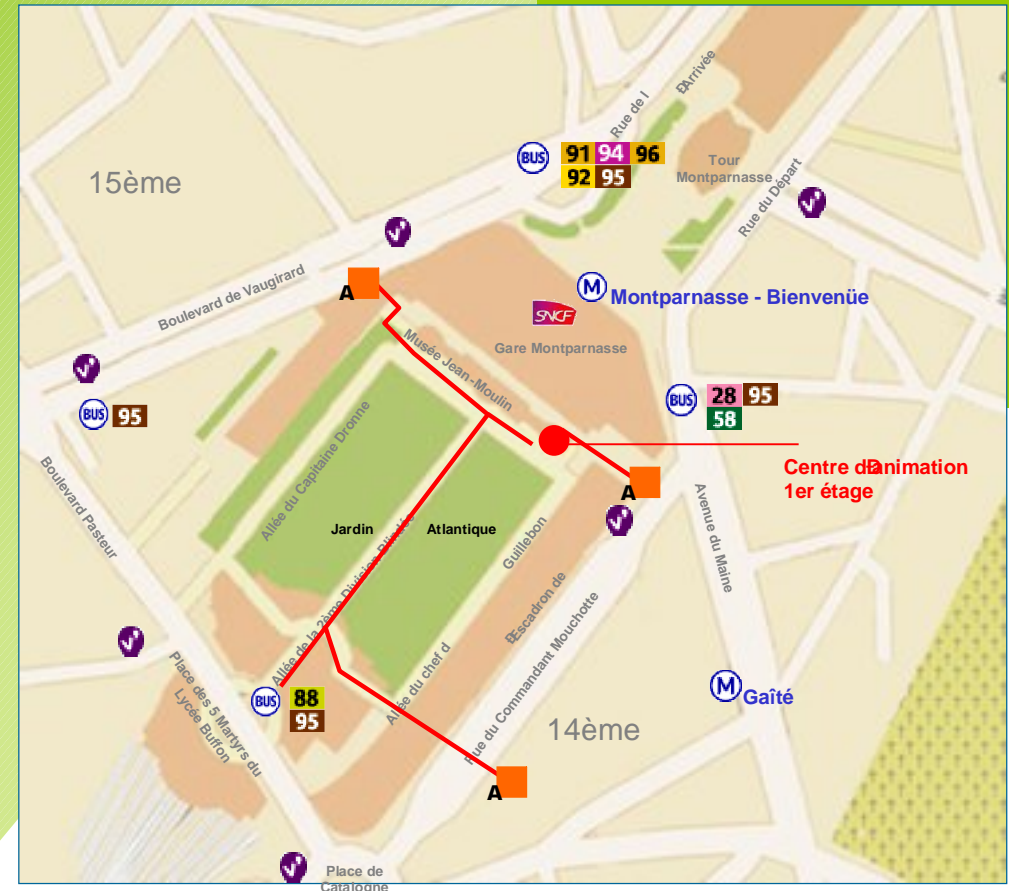 Rue de l
ÐArrivée
BUS 91 94 96
92 95
Tour
Montparnasse
15ème
Rue du Départ
A
M Montparnasse - Bienvenüe
Boulevard de Vaugirard
SNCF
Gare Montparnasse
Musée Jean-Moulin
BUS 28 95
58
BUS 95
Centre dÐanimation
1er étage
Allée du Capitaine Dronne
Boulevard Pasteur
A
Avenue du Maine
Jardin Atlantique
Guillebon
Allée de la 2ème Division Blindée
ÐEscadron de
Rue du Commandant Mouchotte
Allée du chef d
Place des 5 Martyrs du
Lycée Buffon
M Gaîté
BUS 88
95
14ème
A
Place de
Catalogne